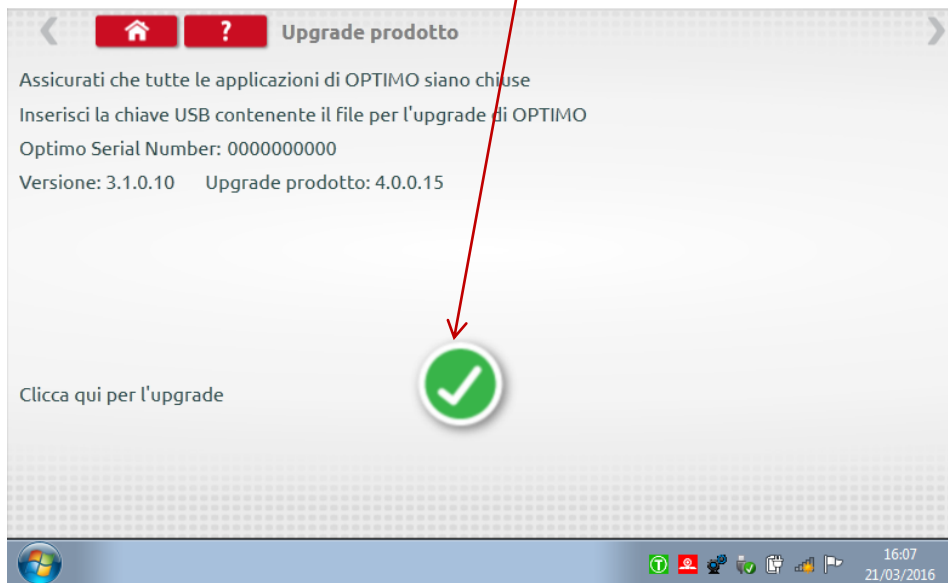 ? Upgrade prodotto
Assicurati che tutte le applicazioni di OPTIMO siano chiuse
Inserisci la chiave USB contenente il file per l'upgrade di OPTIMO
Optimo Serial Number: 0000000000
Versione: 3.1.0.10 Upgrade prodotto: 4.0.0.15
Clicca qui per l'upgrade
T
16:07
21/03/2016